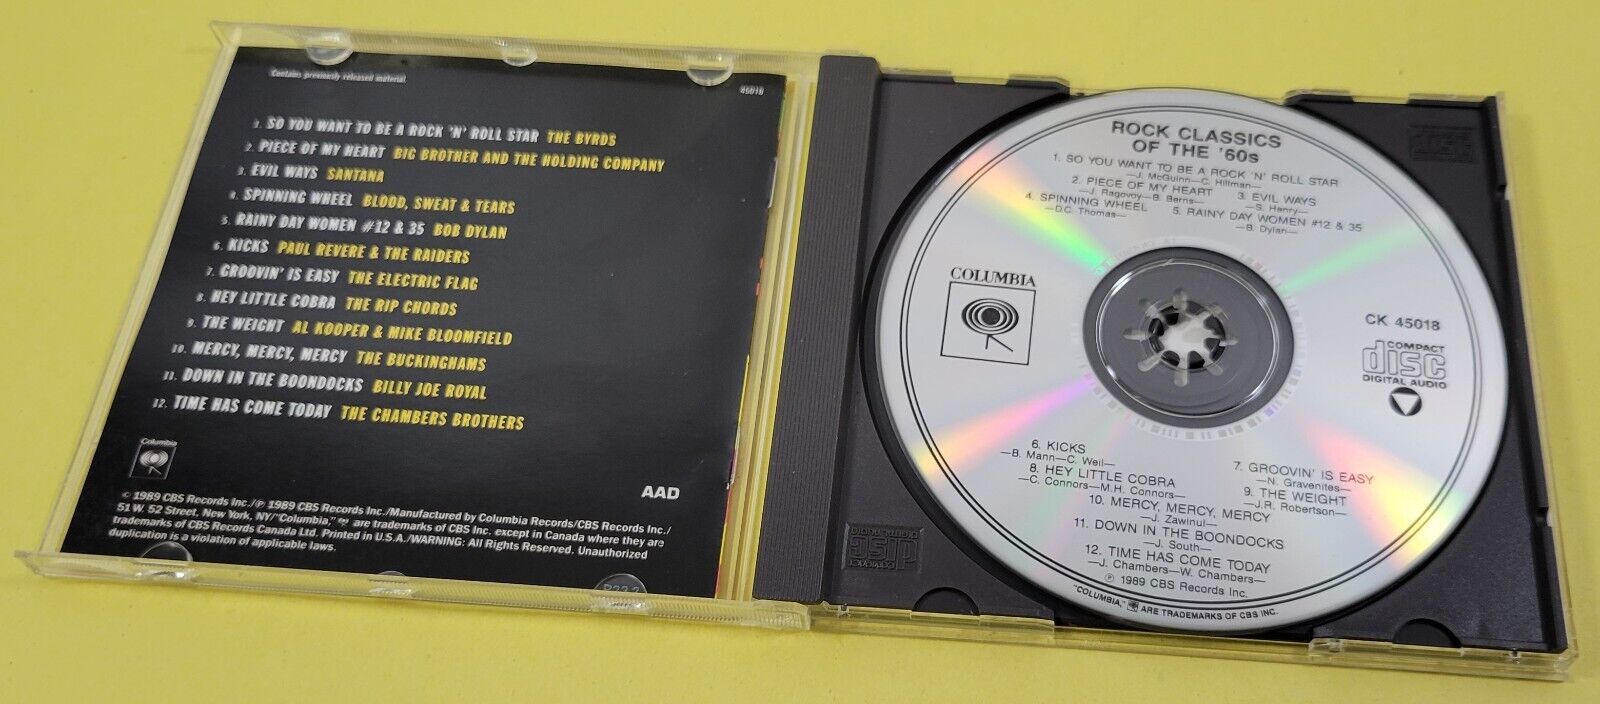 Contains previously released material
45018
1. SO YOU WANT TO BE A ROCK 'N' ROLL STAR THE BYRDS
2. PIECE OF MY HEART BIG BROTHER AND THE HOLDING COMPANY
3. EVIL WAYS SANTANA
4. SPINNING WHEEL BLOOD, SWEAT & TEARS
5. RAINY DAY WOMEN #12 & 35 BOB DYLAN
6. KICKS PAUL REVERE & THE RAIDERS
7. GROOVIN' IS EASY THE ELECTRIC FLAG
8. HEY LITTLE COBRA THE RIP CHORDS
9. THE WEIGHT AL KOOPER & MIKE BLOOMFIELD
10. MERCY, MERCY, MERCY THE BUCKINGHAMS
11. DOWN IN THE BOONDOCKS BILLY JOE ROYAL
12. TIME HAS COME TODAY THE CHAMBERS BROTHERS
Columbia
AAD
© 1989 CBS Records Inc./℗ 1989 CBS Records Inc./Manufactured by Columbia Records/CBS Records Inc./
51 W. 52 Street, New York, NY/"Columbia," are trademarks of CBS Inc. except in Canada where they are
trademarks of CBS Records Canada Ltd. Printed in U.S.A./WARNING: All Rights Reserved. Unauthorized
duplication is a violation of applicable laws.
ROCK CLASSICS
OF THE '60s
1. SO YOU WANT TO BE A ROCK 'N' ROLL STAR
—J. McGuinn—C. Hillman—
2. PIECE OF MY HEART
—J. Ragovoy—B. Berns—
3. EVIL WAYS
—S. Henry—
4. SPINNING WHEEL
—D.C. Thomas—
5. RAINY DAY WOMEN #12 & 35
—B. Dylan—
COLUMBIA
CK 45018
COMPACT
disc
DIGITAL AUDIO
6. KICKS
—B. Mann—C. Weil—
7. GROOVIN' IS EASY
—N. Gravenites—
8. HEY LITTLE COBRA
—C. Connors—M.H. Connors—
9. THE WEIGHT
—J.R. Robertson—
10. MERCY, MERCY, MERCY
—J. Zawinul—
11. DOWN IN THE BOONDOCKS
—J. South—
12. TIME HAS COME TODAY
—J. Chambers—W. Chambers—
℗ 1989 CBS Records Inc.
"COLUMBIA," ARE TRADEMARKS OF CBS INC.
COMPACT
disc
DIGITAL AUDIO